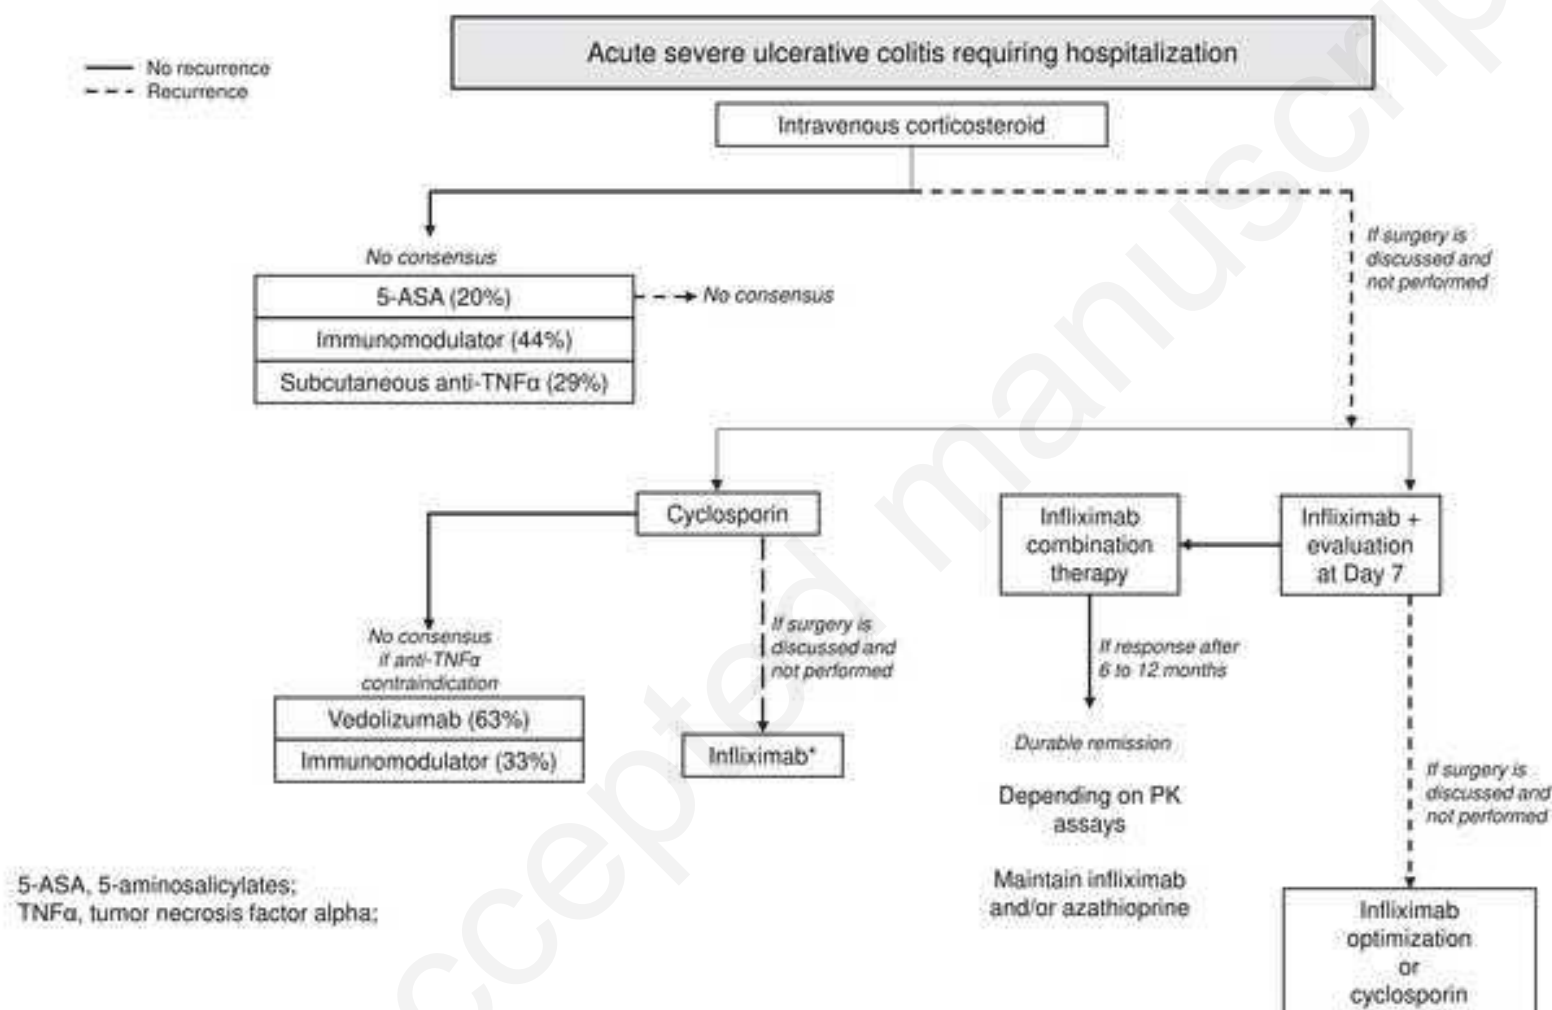 Acute severe ulcerative colitis requiring hospitalization
No recurrence
Recurrence
Intravenous corticosteroid
If surgery is
discussed and
not performed
No consensus
5-ASA (20%)
No consensus
Immunomodulator (44%)
Subcutaneous anti-TNFα (29%)
Cyclosporin
Infliximab
combination
therapy
Infliximab +
evaluation
at Day 7
No consensus
if anti-TNFα
contraindication
Vedolizumab (63%)
Immunomodulator (33%)
If surgery is
discussed and
not performed
Infliximab*
If response after
6 to 12 months
Durable remission
Depending on PK
assays
Maintain infliximab
and/or azathioprine
If surgery is
discussed and
not performed
Infliximab
optimization
or
cyclosporin
5-ASA, 5-aminosalicylates;
TNFα, tumor necrosis factor alpha;
ccepted manuscrip